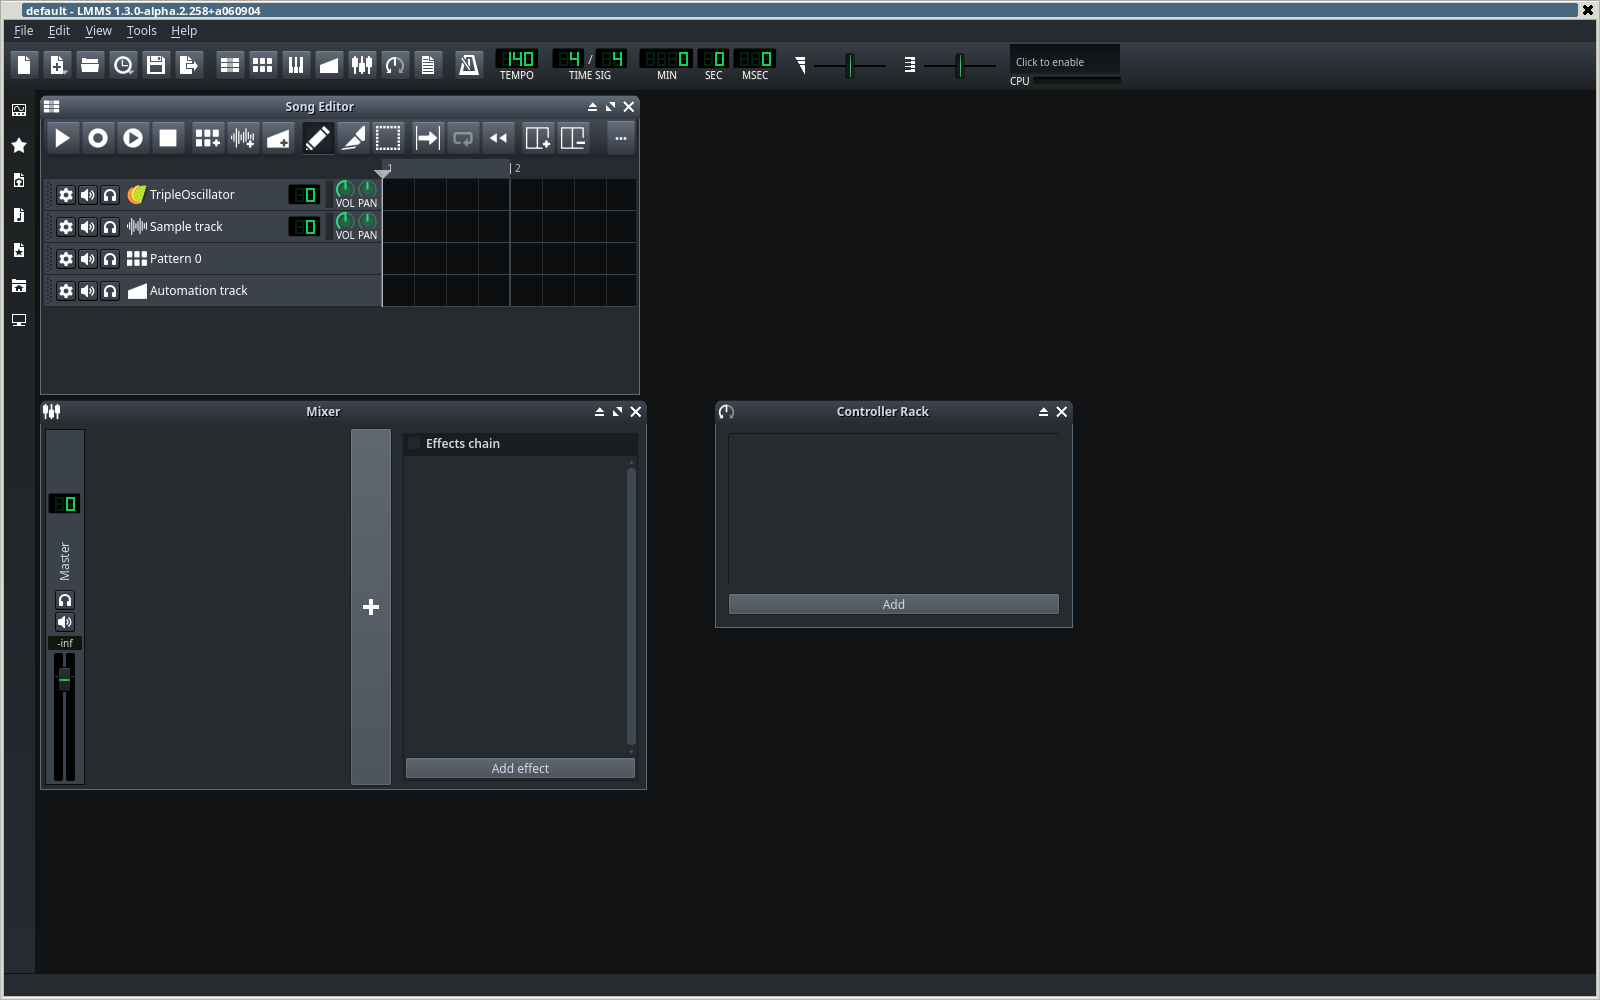 default - LMMS 1.3.0-alpha.2.258+a060904
File Edit View Tools Help
140 4 / 4 0 0 0
TEMPO TIME SIG MIN SEC MSEC
Click to enable
CPU
Song Editor
1 2
TripleOscillator 0 VOL PAN
Sample track 0 VOL PAN
Pattern 0
Automation track
Mixer
0
Master
-inf
Effects chain
Add effect
Controller Rack
Add